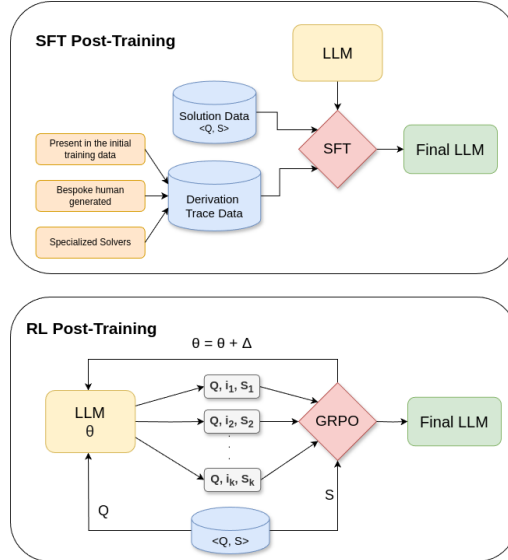 SFT Post-Training
LLM
Solution Data
<Q, S>
Present in the initial
training data
SFT
Final LLM
Bespoke human
generated
Derivation
Trace Data
Specialized Solvers
RL Post-Training
θ = θ + Δ
LLM
θ
Q, i₁, S₁
Q, i₂, S₂
.
.
.
Q, iₖ, Sₖ
GRPO
Final LLM
Q
S
<Q, S>